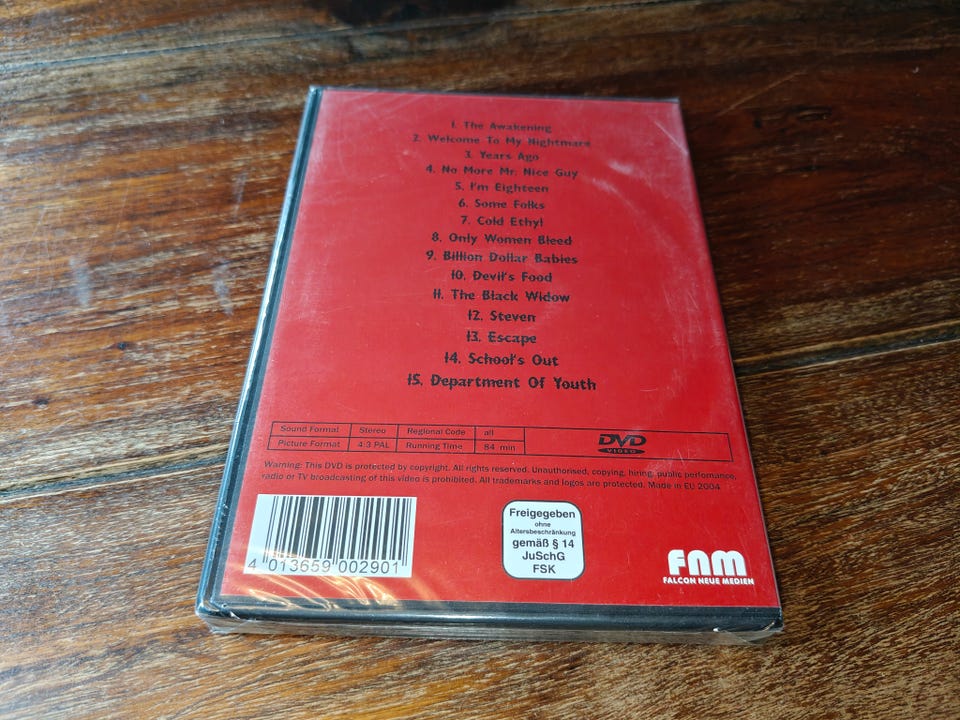 1. The Awakening
2. Welcome To My Nightmare
3. Years Ago
4. No More Mr. Nice Guy
5. I'm Eighteen
6. Some Folks
7. Cold Ethyl
8. Only Women Bleed
9. Billion Dollar Babies
10. Devil's Food
11. The Black Widow
12. Steven
13. Escape
14. School's Out
15. Department Of Youth
Sound Format Stereo Regional Code all
Picture Format 4:3 PAL Running Time 84 min
DVD
VIDEO
Warning: This DVD is protected by copyright. All rights reserved. Unauthorised, copying, hiring, public perfomance,
radio or TV broadcasting of this video is prohibited. All trademarks and logos are protected. Made in EU 2004
4 013659 002901
Freigegeben
ohne
Altersbeschränkung
gemäß § 14
JuSchG
FSK
FNM
FALCON NEUE MEDIEN